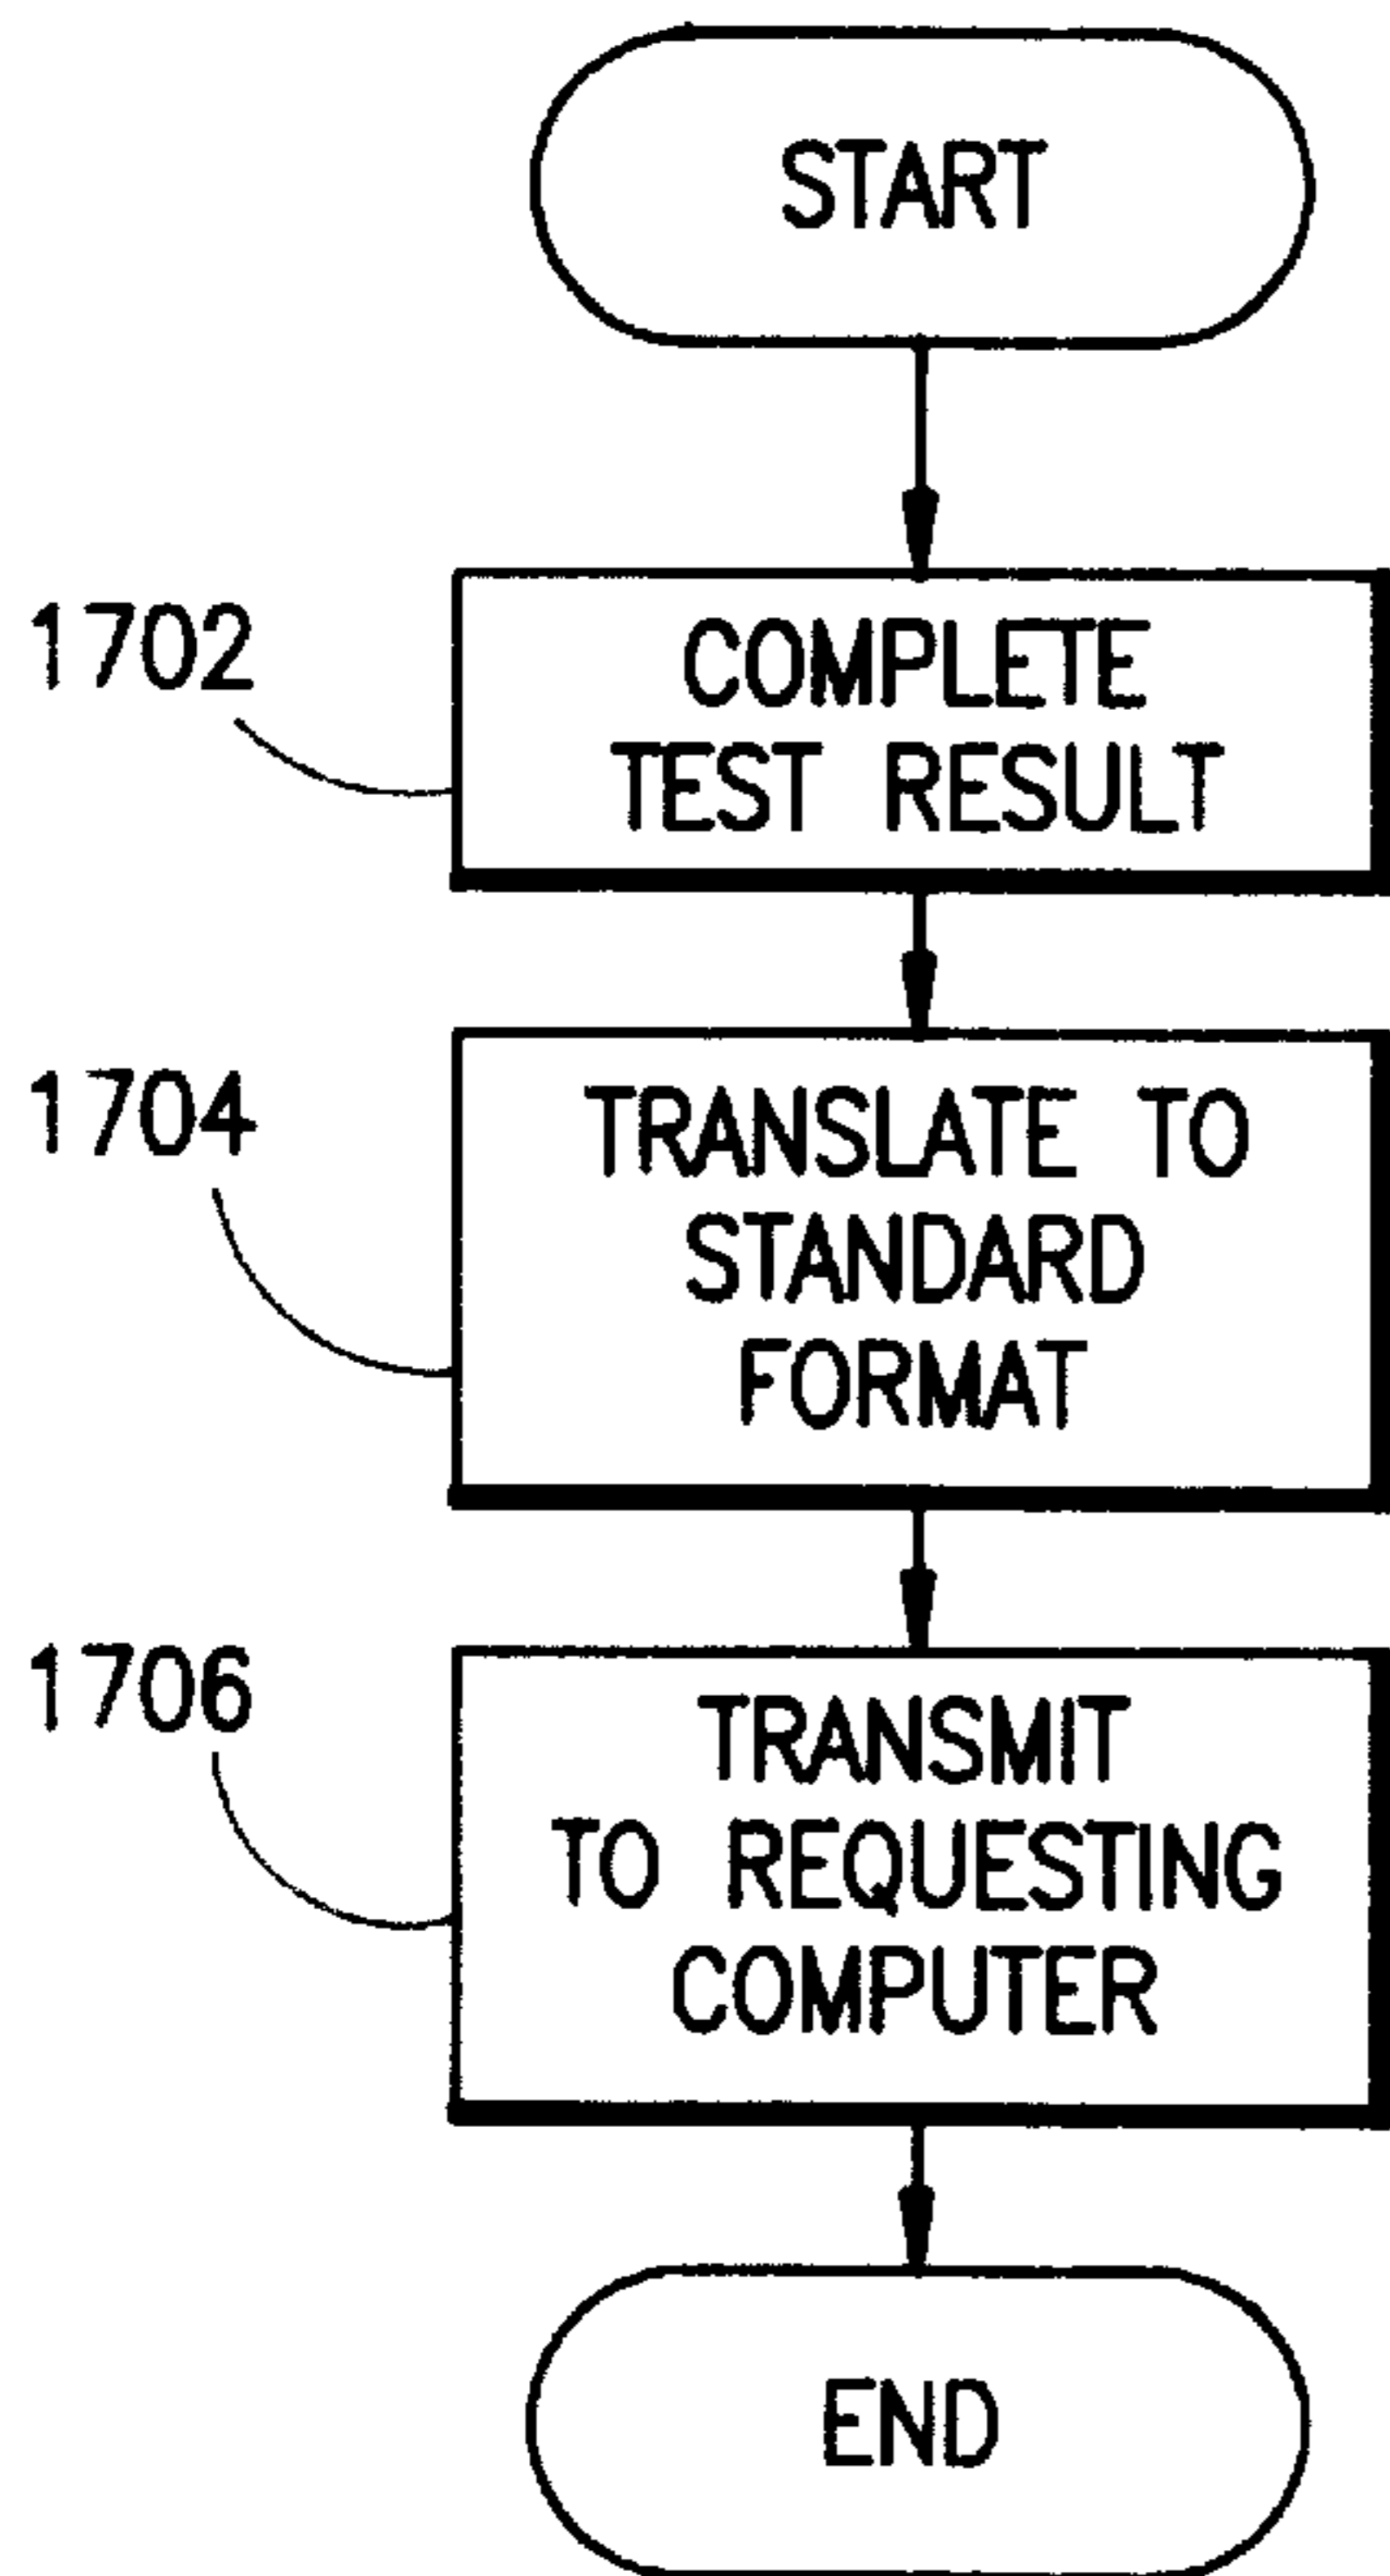 START
1702
COMPLETE
TEST RESULT
1704
TRANSLATE TO
STANDARD
FORMAT
1706
TRANSMIT
TO REQUESTING
COMPUTER
END